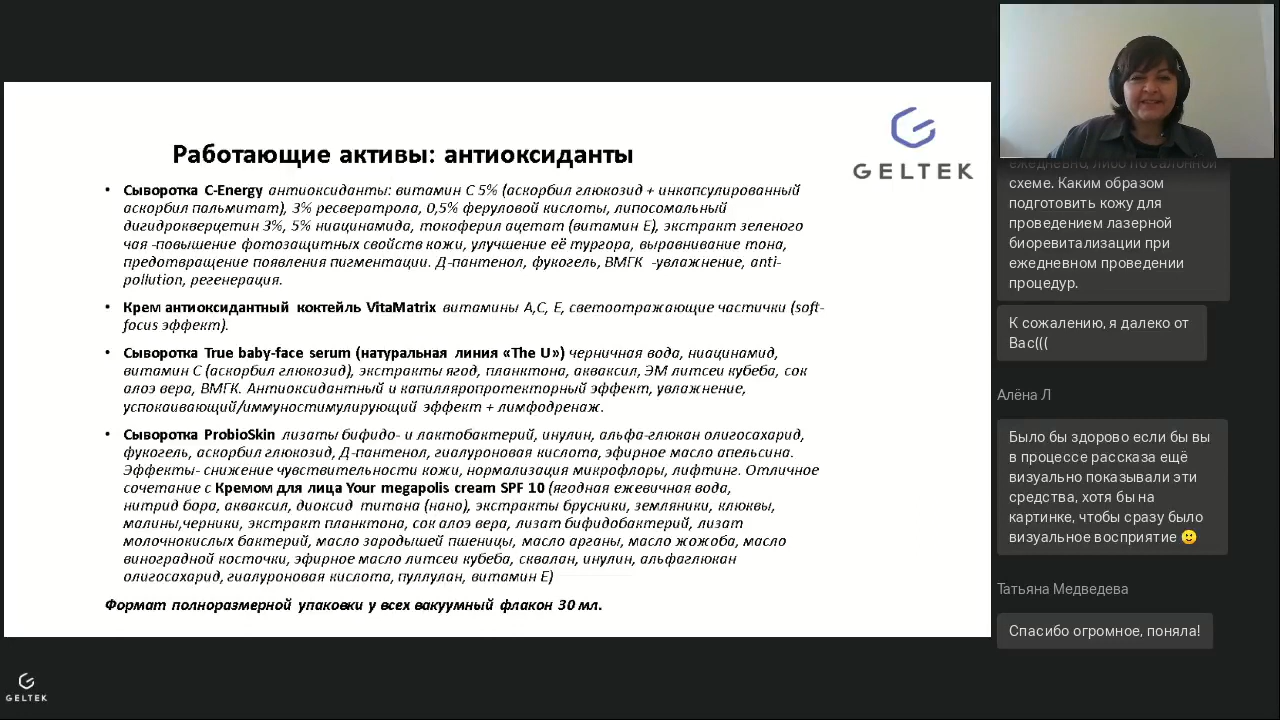 Работающие активы: антиоксиданты
GELTEK
• Сыворотка C-Energy антиоксиданты: витамин С 5% (аскорбил глюкозид + инкапсулированный
аскорбил пальмитат), 3% ресвератрола, 0,5% феруловой кислоты, липосомальный
дигидрокверцетин 3%, 5% ниацинамида, токоферил ацетат (витамин Е), экстракт зеленого
чая -повышение фотозащитных свойств кожи, улучшение её тургора, выравнивание тона,
предотвращение появления пигментации. Д-пантенол, фукогель, ВМГК -увлажнение, anti-
pollution, регенерация.
• Крем антиоксидантный коктейль VitaMatrix витамины А,С, Е, светоотражающие частички (soft-
focus эффект).
• Сыворотка True baby-face serum (натуральная линия «The U») черничная вода, ниацинамид,
витамин С (аскорбил глюкозид), экстракты ягод, планктона, акваксил, ЭМ литсеи кубеба, сок
алоэ вера, ВМГК. Антиоксидантный и капилляропротекторный эффект, увлажнение,
успокаивающий/иммуностимулирующий эффект + лимфодренаж.
• Сыворотка ProbioSkin лизаты бифидо- и лактобактерий, инулин, альфа-глюкан олигосахарид,
фукогель, аскорбил глюкозид, Д-пантенол, гиалуроновая кислота, эфирное масло апельсина.
Эффекты- снижение чувствительности кожи, нормализация микрофлоры, лифтинг. Отличное
сочетание с Кремом для лица Your megapolis cream SPF 10 (ягодная ежевичная вода,
нитрид бора, акваксил, диоксид титана (нано), экстракты брусники, земляники, клюквы,
малины,черники, экстракт планктона, сок алоэ вера, лизат бифидобактерий, лизат
молочнокислых бактерий, масло зародышей пшеницы, масло арганы, масло жожоба, масло
виноградной косточки, эфирное масло литсеи кубеба, сквалан, инулин, альфаглюкан
олигосахарид, гиалуроновая кислота, пуллулан, витамин Е)
Формат полноразмерной упаковки у всех вакуумный флакон 30 мл.
GELTEK
ежедневно, либо по салонной
схеме. Каким образом
подготовить кожу для
проведением лазерной
биоревитализации при
ежедневном проведении
процедур.
К сожалению, я далеко от
Вас(((
Алёна Л
Было бы здорово если бы вы
в процессе рассказа ещё
визуально показывали эти
средства, хотя бы на
картинке, чтобы сразу было
визуальное восприятие 🙂
Татьяна Медведева
Спасибо огромное, поняла!